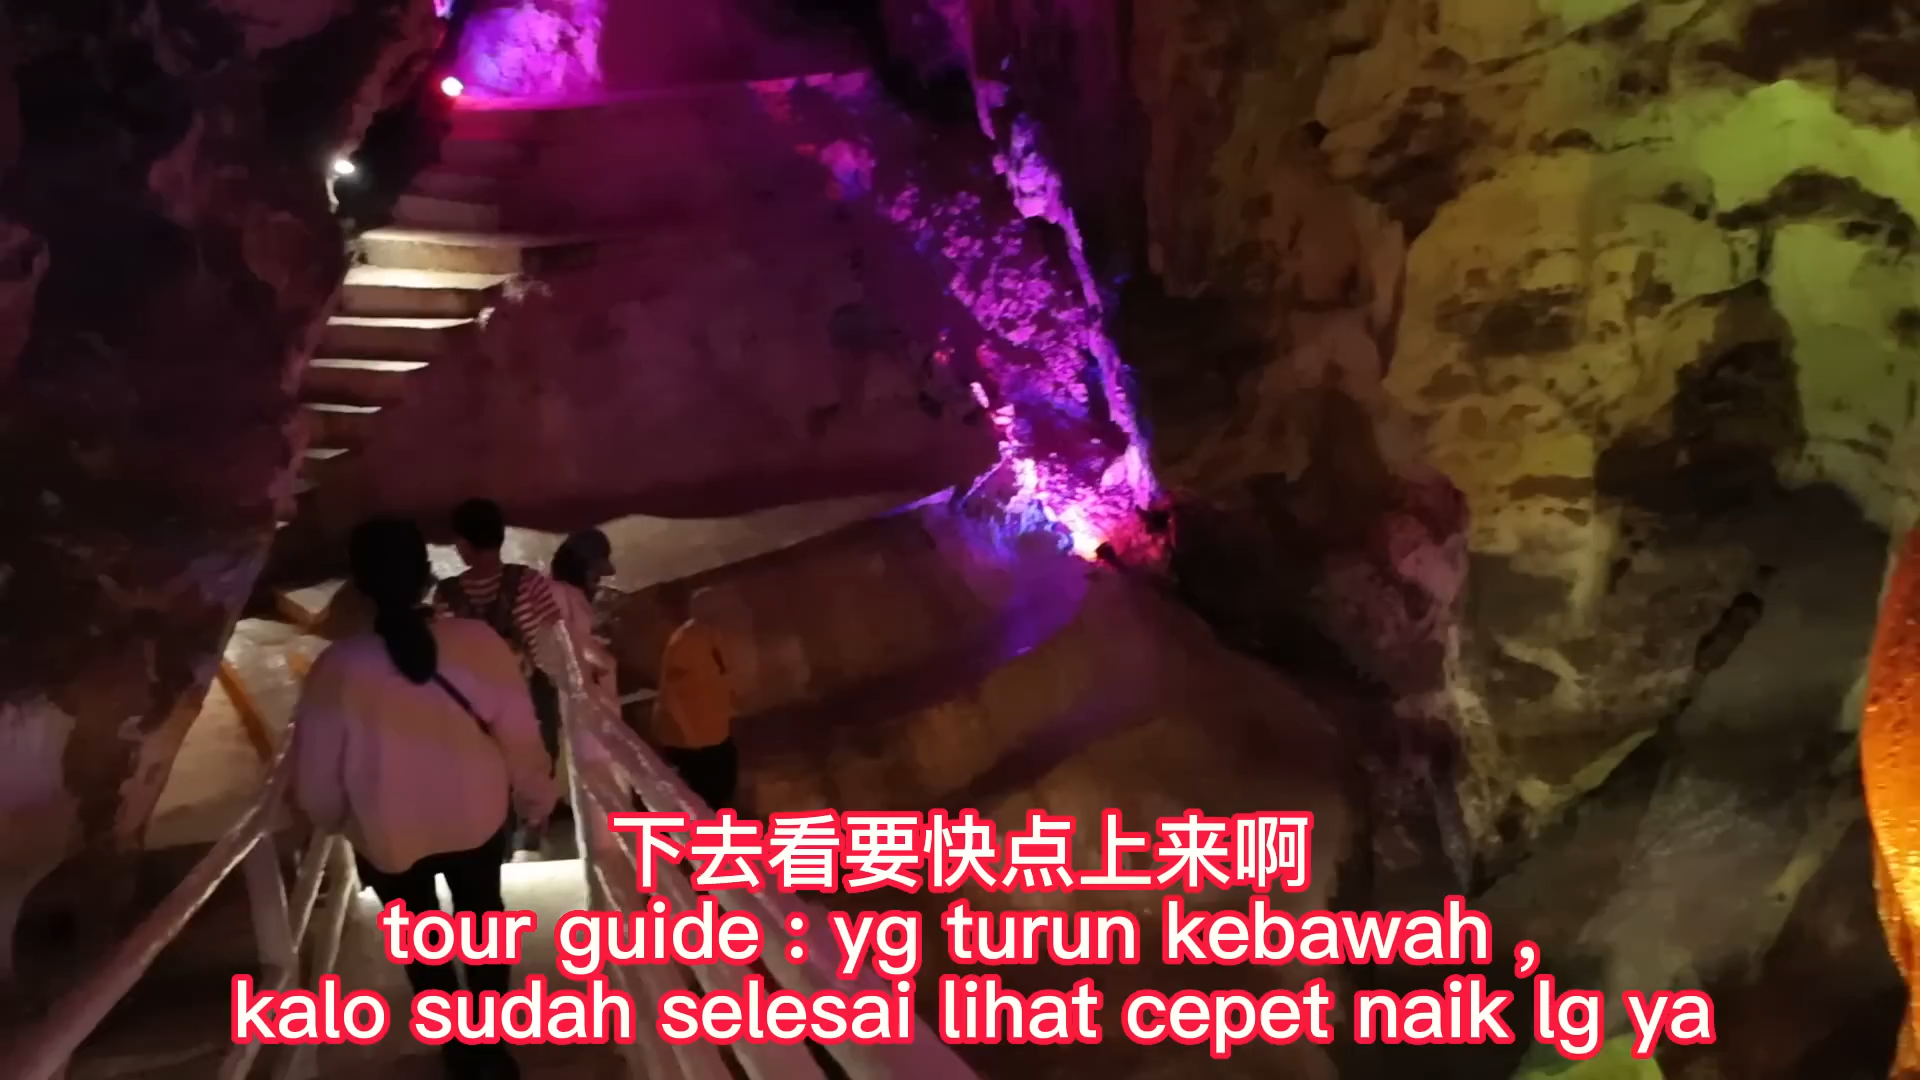 下去看要快点上来啊
tour guide : yg turun kebawah ,
kalo sudah selesai lihat cepet naik lg ya